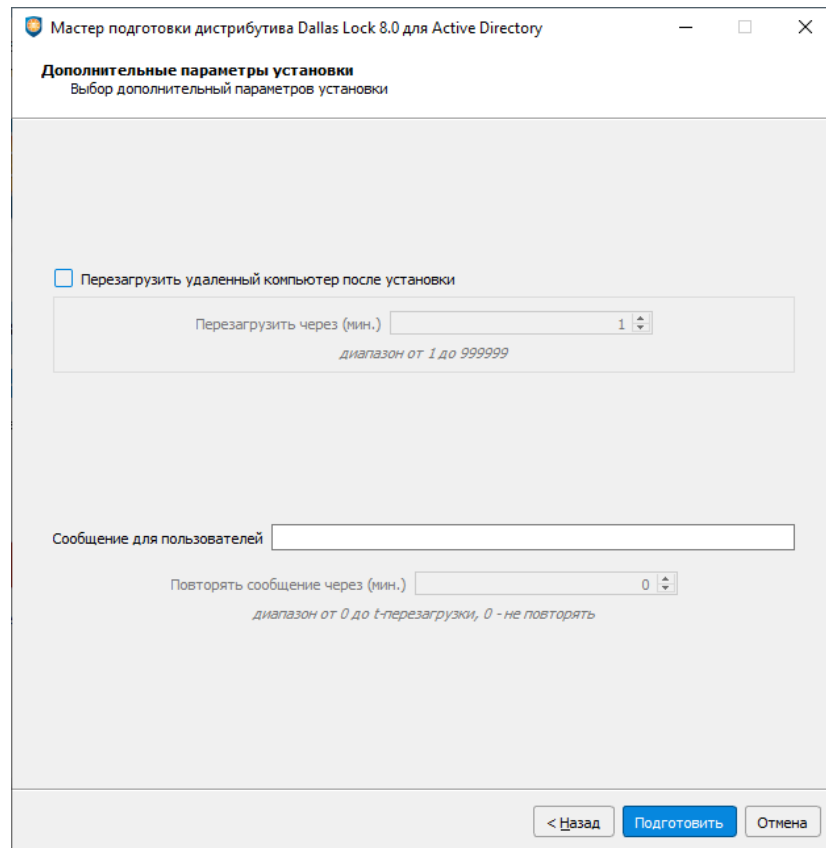 Мастер подготовки дистрибутива Dallas Lock 8.0 для Active Directory
Дополнительные параметры установки
Выбор дополнительный параметров установки
Перезагрузить удаленный компьютер после установки
Перезагрузить через (мин.) 1
диапазон от 1 до 999999
Сообщение для пользователей
Повторять сообщение через (мин.) 0
диапазон от 0 до t-перезагрузки, 0 - не повторять
< Назад Подготовить Отмена